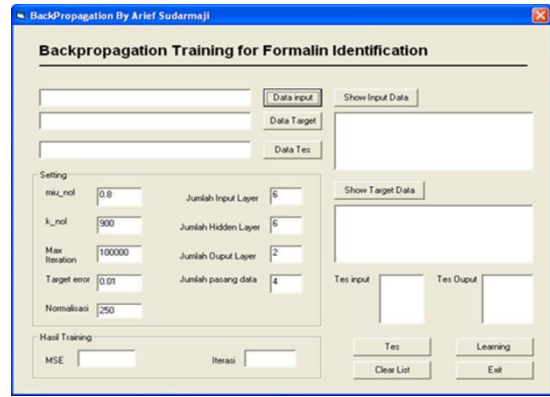 BackPropagation By Arief Sudarmaji
Backpropagation Training for Formalin Identification
Data input
Show Input Data
Data Target
Data Tes
Setting
miu_nol 0.8
Jumlah Input Layer 6
Show Target Data
k_nol 900
Jumlah Hidden Layer 6
Max Iteration 100000
Jumlah Ouput Layer 2
Target error 0.01
Jumlah pasang data 4
Tes input
Tes Ouput
Normalisasi 250
Hasil Training
MSE
Iterasi
Tes
Learning
Clear List
Exit